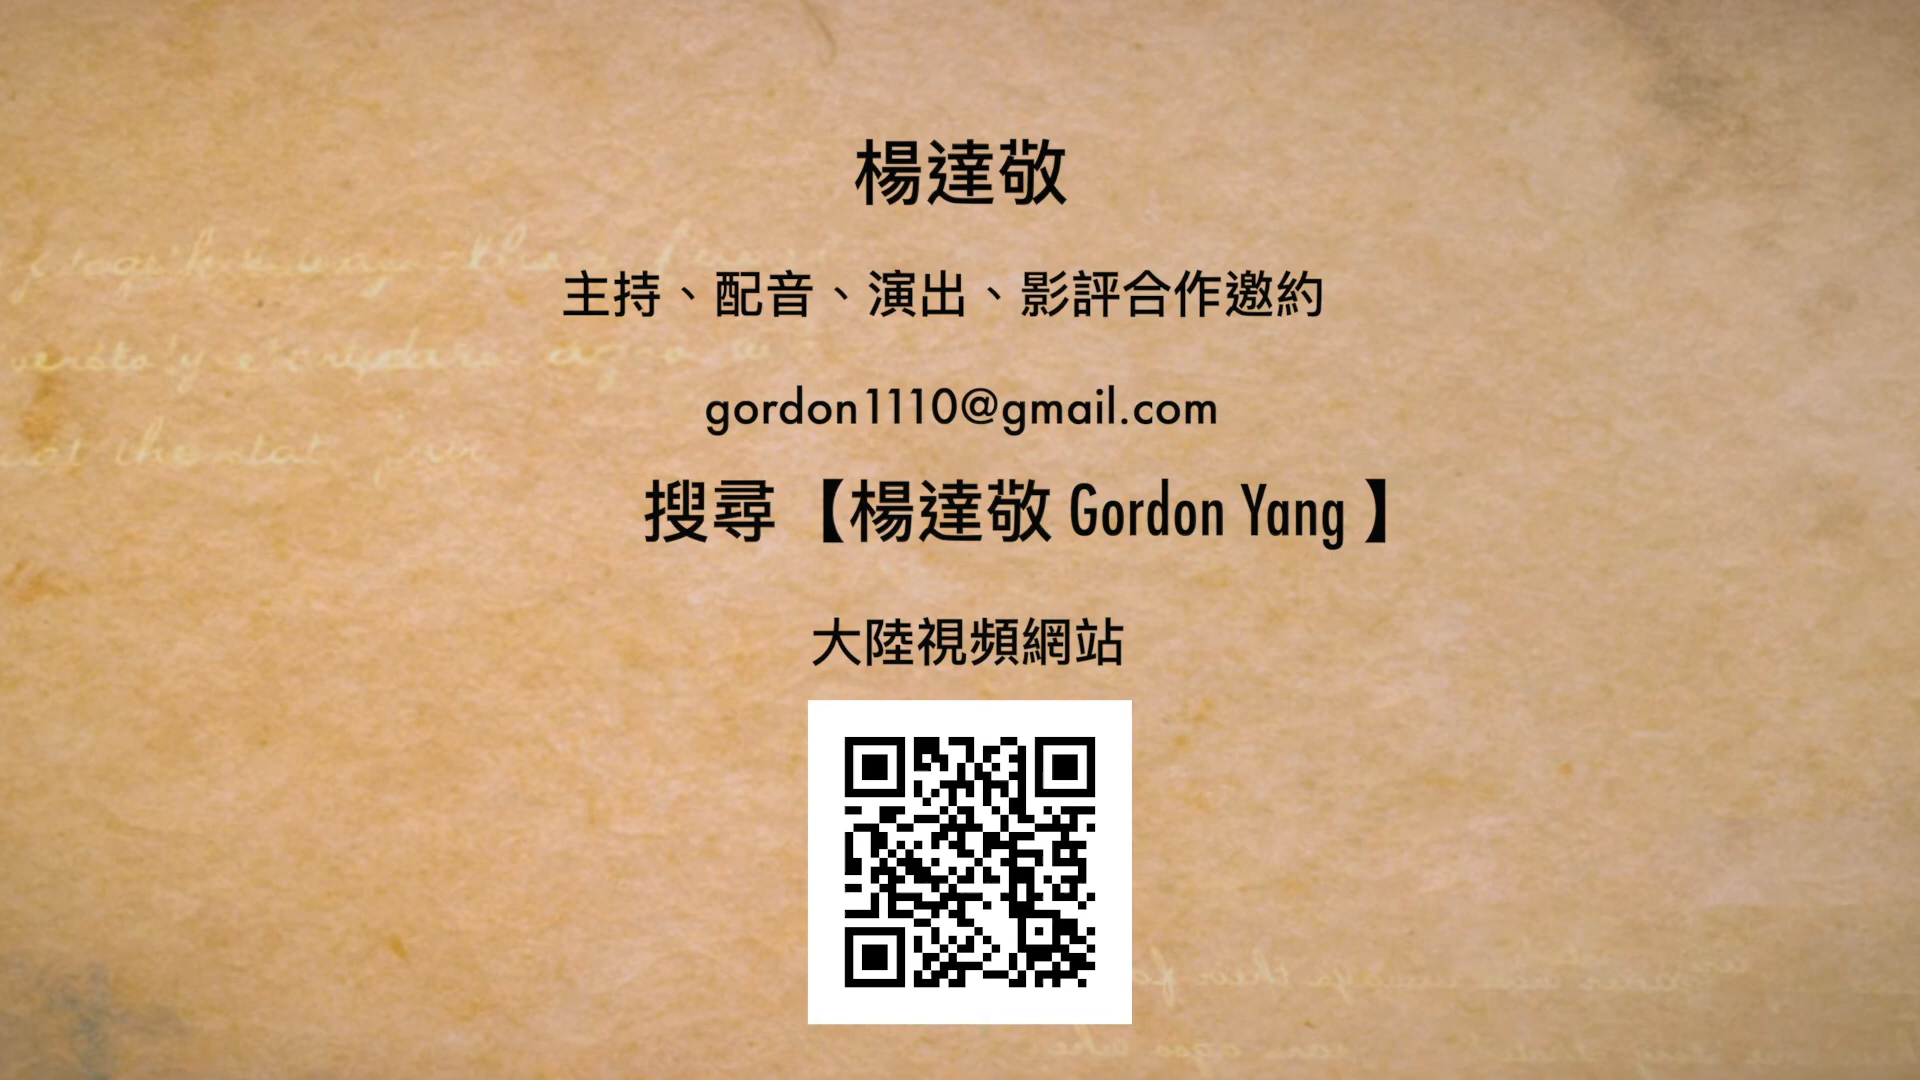 楊達敬
主持、配音、演出、影評合作邀約
gordon1110@gmail.com
搜尋【楊達敬 Gordon Yang 】
大陸視頻網站